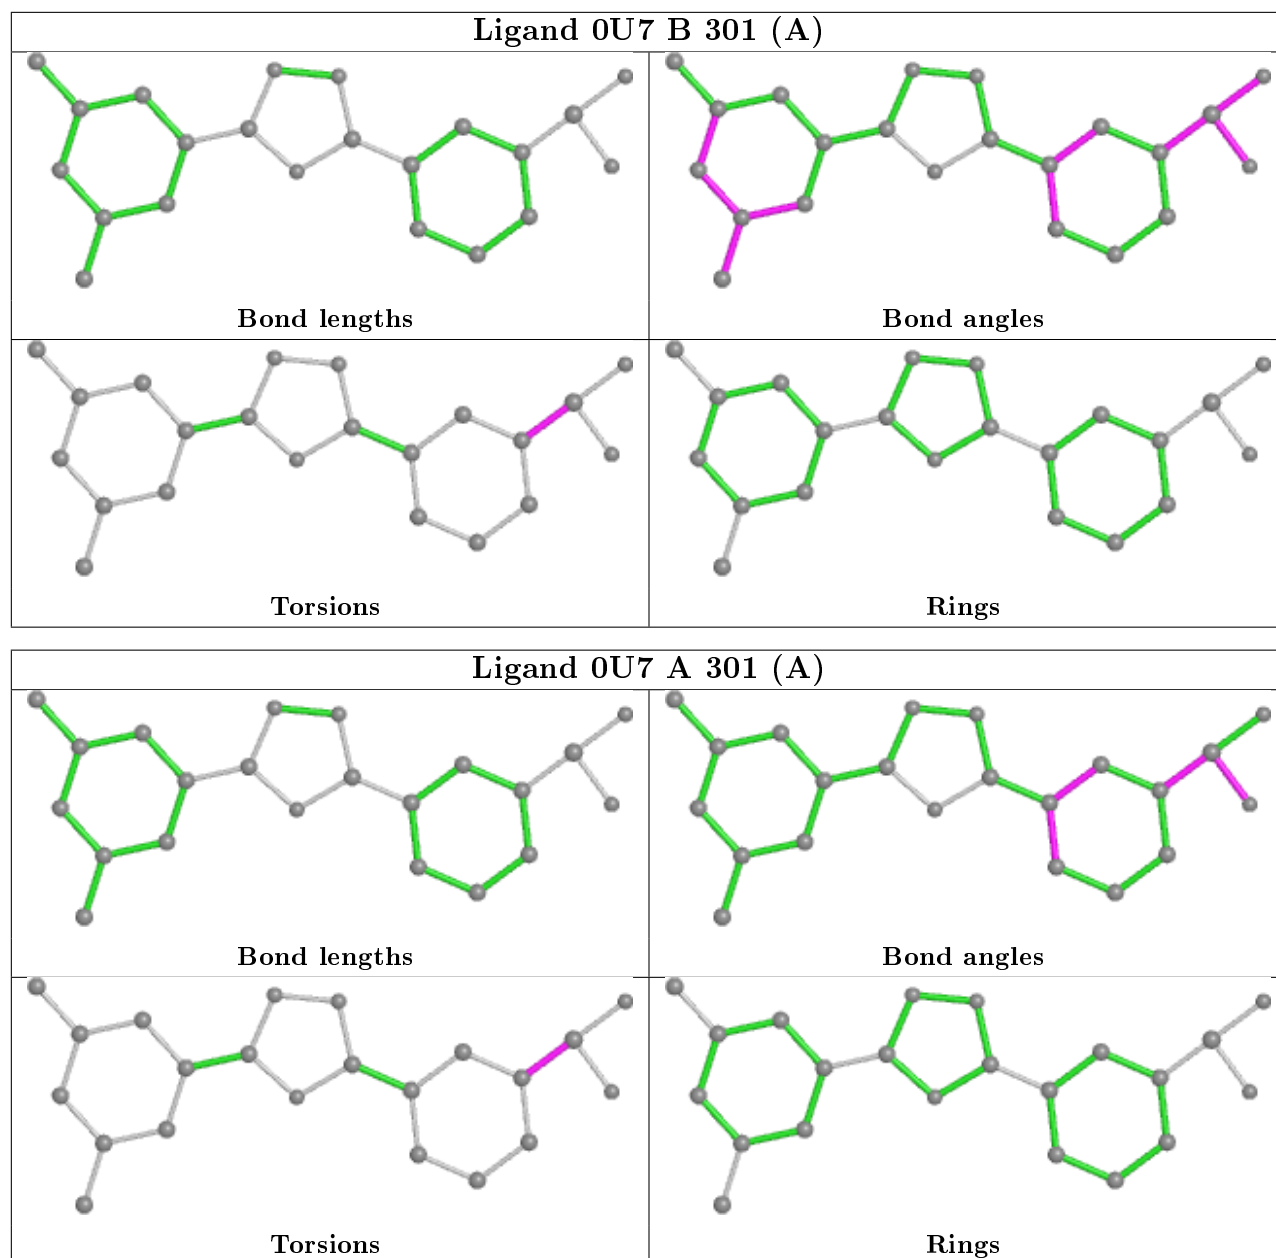 Ligand 0U7 B 301 (A)
Bond lengths
Bond angles
Torsions
Rings
Ligand 0U7 A 301 (A)
Bond lengths
Bond angles
Torsions
Rings